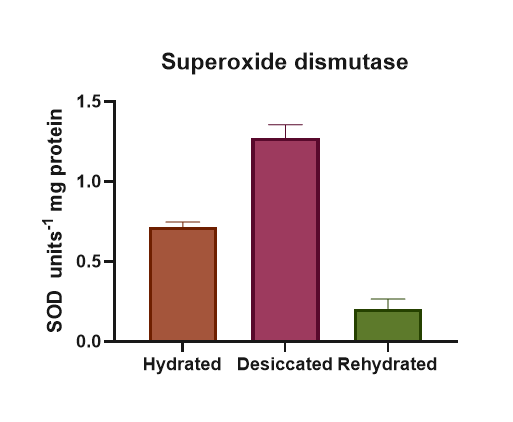 Superoxide dismutase
SOD units⁻¹ mg protein
1.5
1.0
0.5
0.0
Hydrated Desiccated Rehydrated